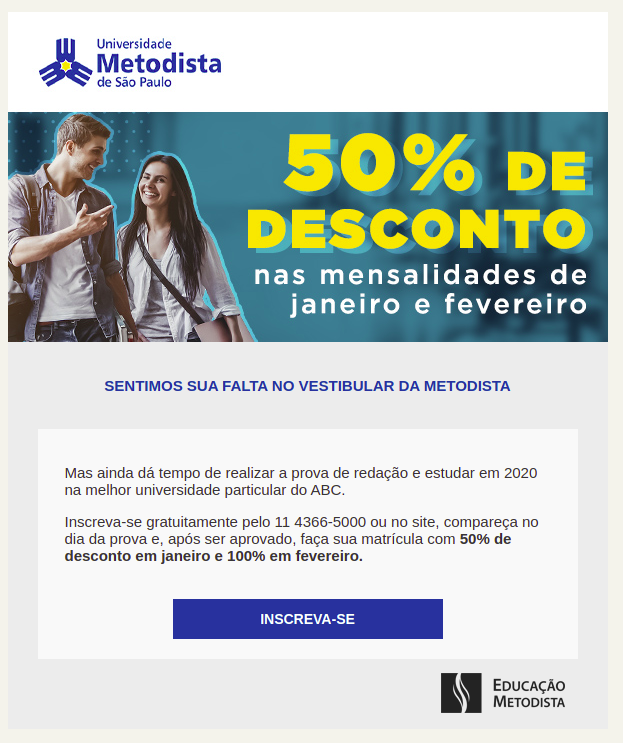 Universidade
Metodista
de São Paulo
50% DE
DESCONTO
nas mensalidades de
janeiro e fevereiro
SENTIMOS SUA FALTA NO VESTIBULAR DA METODISTA
Mas ainda dá tempo de realizar a prova de redação e estudar em 2020
na melhor universidade particular do ABC.
Inscreva-se gratuitamente pelo 11 4366-5000 ou no site, compareça no
dia da prova e, após ser aprovado, faça sua matrícula com 50% de
desconto em janeiro e 100% em fevereiro.
INSCREVA-SE
EDUCAÇÃO
METODISTA